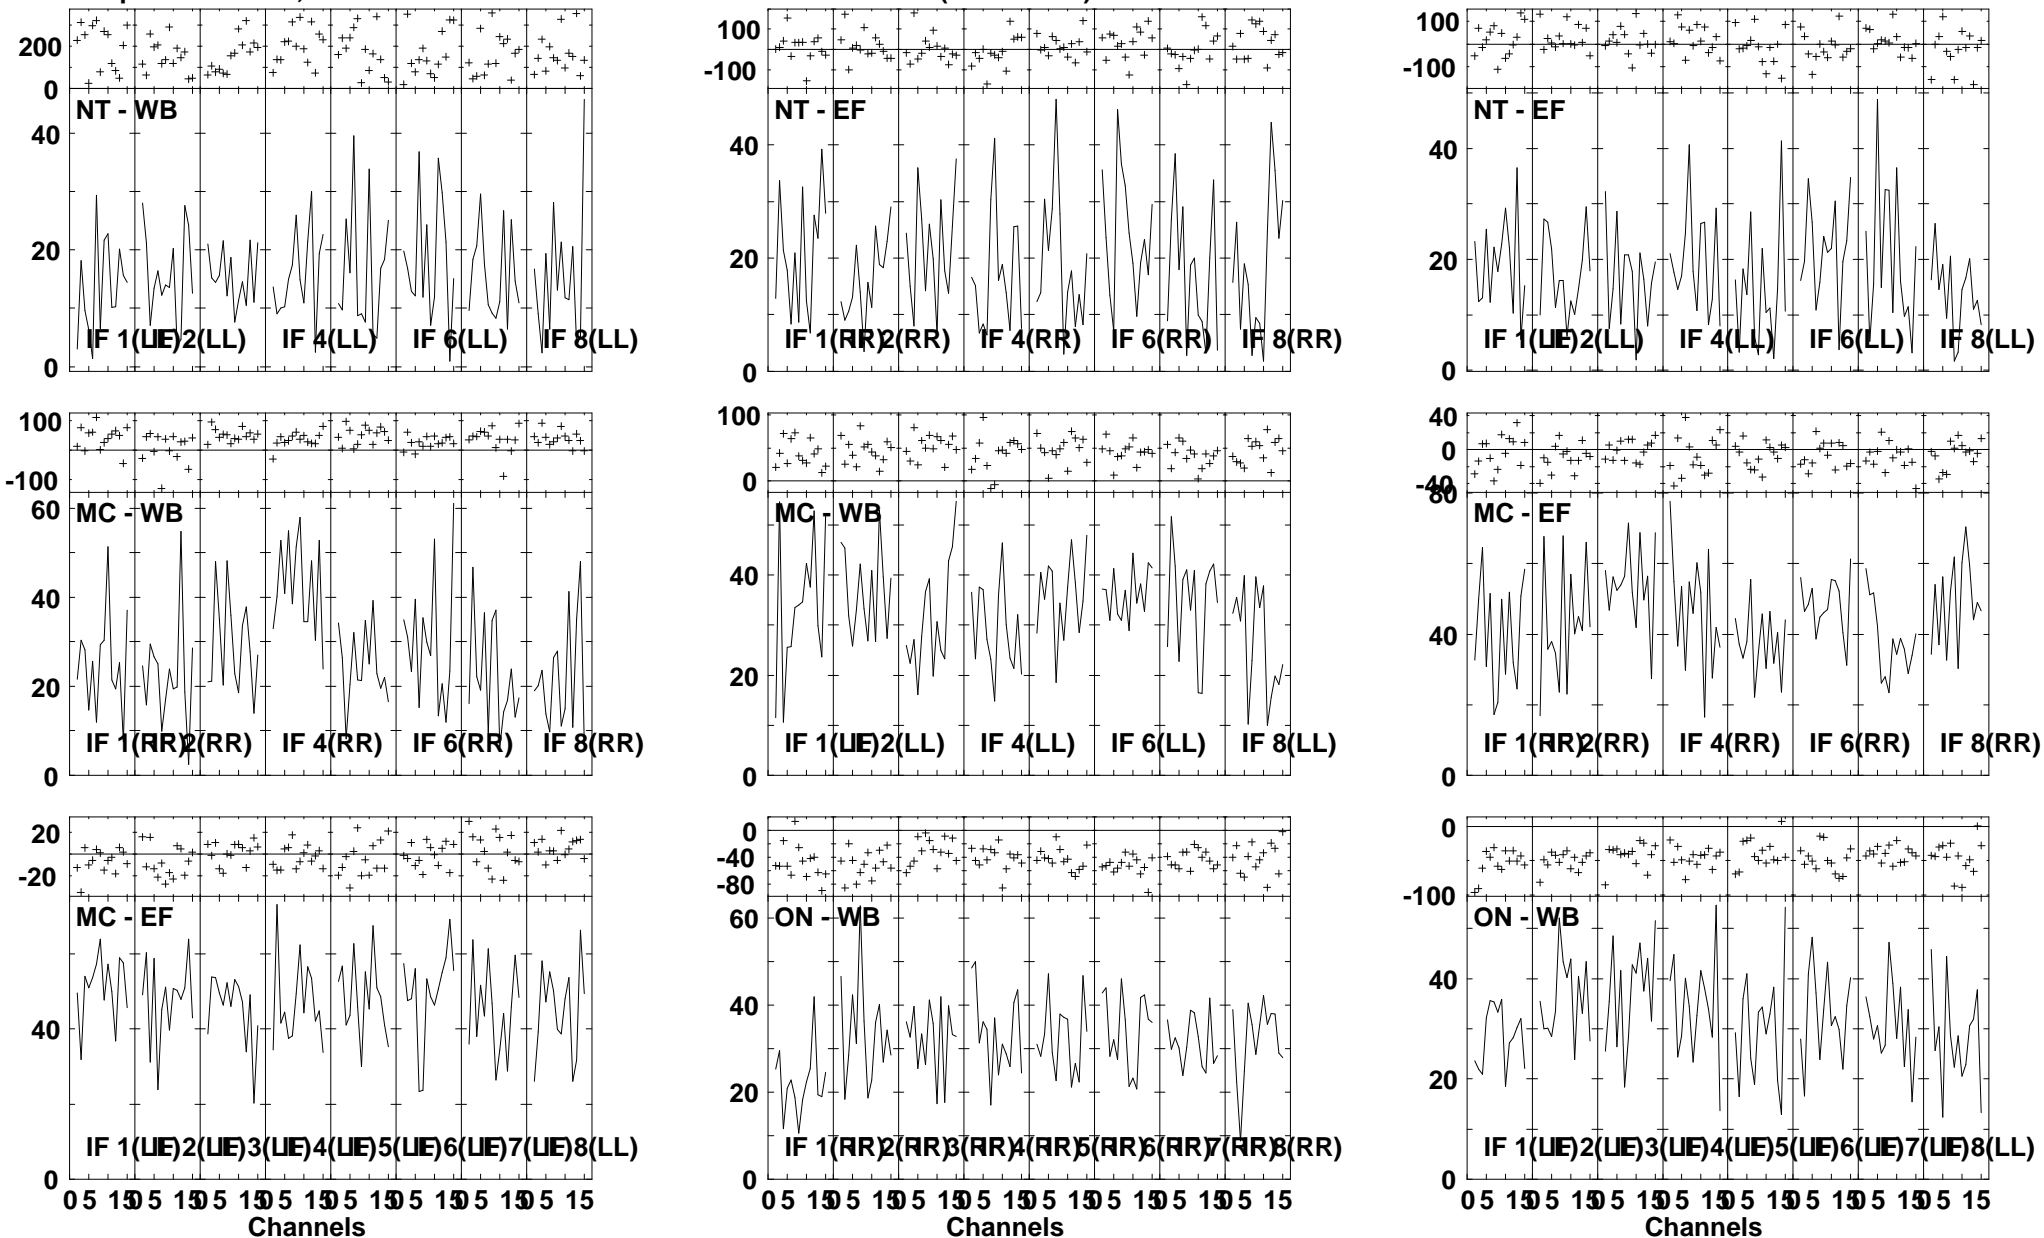 200
0
NT - WB
40
20
0
IF 1(LL) IF 2(LL) IF 4(LL) IF 6(LL) IF 8(LL)
100
-100
NT - EF
40
20
0
IF 1(RR) IF 2(RR) IF 4(RR) IF 6(RR) IF 8(RR)
100
-100
NT - EF
40
20
0
IF 1(LL) IF 2(LL) IF 4(LL) IF 6(LL) IF 8(LL)
100
-100
MC - WB
60
40
20
0
IF 1(RR) IF 2(RR) IF 4(RR) IF 6(RR) IF 8(RR)
100
0
MC - WB
40
20
0
IF 1(LL) IF 2(LL) IF 4(LL) IF 6(LL) IF 8(LL)
40
0
-40
80
MC - EF
40
0
IF 1(RR) IF 2(RR) IF 4(RR) IF 6(RR) IF 8(RR)
20
-20
MC - EF
40
0
IF 1(LL) IF 2(LL) IF 3(LL) IF 4(LL) IF 5(LL) IF 6(LL) IF 7(LL) IF 8(LL)
0 5 15 0 5 15 0 5 15 0 5 15 0 5 15 0 5 15 0 5 15 0 5 15
Channels
0
-40
-80
ON - WB
60
40
20
0
IF 1(RR) IF 2(RR) IF 3(RR) IF 4(RR) IF 5(RR) IF 6(RR) IF 7(RR) IF 8(RR)
0 5 15 0 5 15 0 5 15 0 5 15 0 5 15 0 5 15 0 5 15 0 5 15
Channels
0
-100
ON - WB
40
20
0
IF 1(LL) IF 2(LL) IF 3(LL) IF 4(LL) IF 5(LL) IF 6(LL) IF 7(LL) IF 8(LL)
0 5 15 0 5 15 0 5 15 0 5 15 0 5 15 0 5 15 0 5 15 0 5 15
Channels